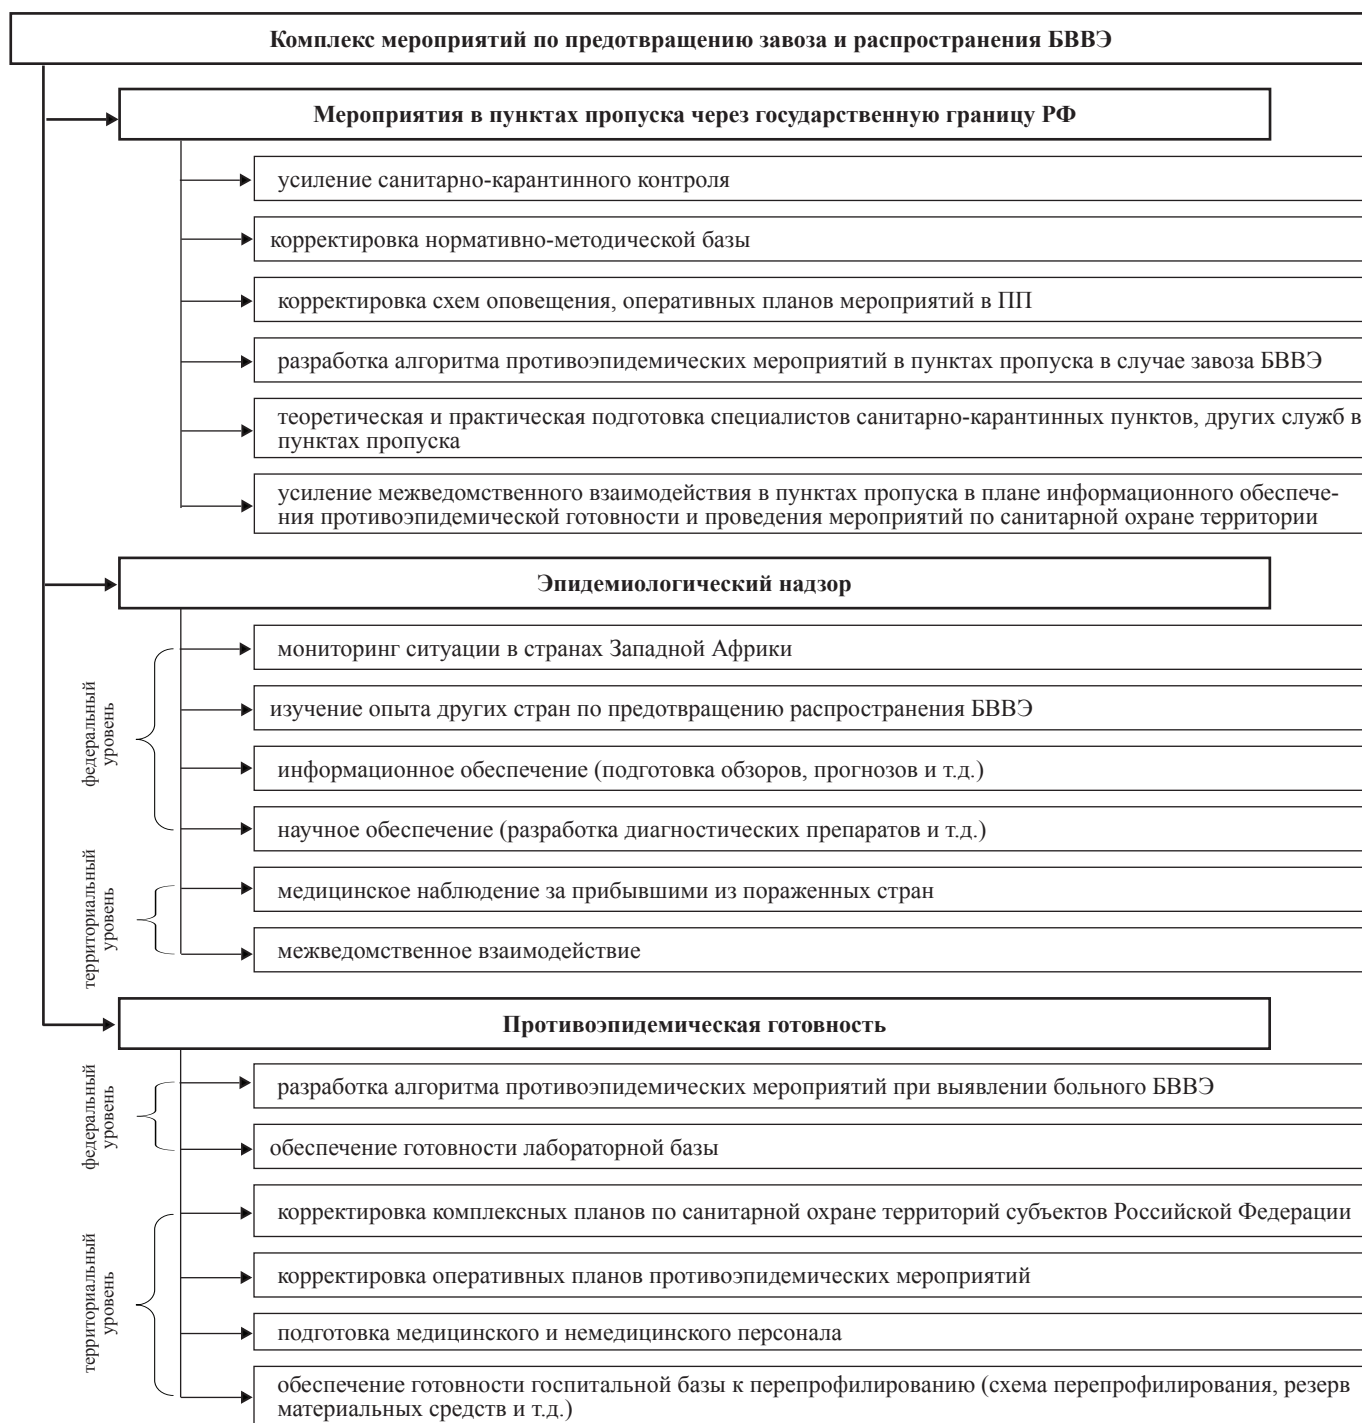 Комплекс мероприятий по предотвращению завоза и распространения БВВЭ
Мероприятия в пунктах пропуска через государственную границу РФ
усиление санитарно-карантинного контроля
корректировка нормативно-методической базы
корректировка схем оповещения, оперативных планов мероприятий в ПП
разработка алгоритма противоэпидемических мероприятий в пунктах пропуска в случае завоза БВВЭ
теоретическая и практическая подготовка специалистов санитарно-карантинных пунктов, других служб в
пунктах пропуска
усиление межведомственного взаимодействия в пунктах пропуска в плане информационного обеспече-
ния противоэпидемической готовности и проведения мероприятий по санитарной охране территории
Эпидемиологический надзор
федеральный
уровень
мониторинг ситуации в странах Западной Африки
изучение опыта других стран по предотвращению распространения БВВЭ
информационное обеспечение (подготовка обзоров, прогнозов и т.д.)
научное обеспечение (разработка диагностических препаратов и т.д.)
территориальный
уровень
медицинское наблюдение за прибывшими из пораженных стран
межведомственное взаимодействие
Противоэпидемическая готовность
федеральный
уровень
разработка алгоритма противоэпидемических мероприятий при выявлении больного БВВЭ
обеспечение готовности лабораторной базы
территориальный
уровень
корректировка комплексных планов по санитарной охране территорий субъектов Российской Федерации
корректировка оперативных планов противоэпидемических мероприятий
подготовка медицинского и немедицинского персонала
обеспечение готовности госпитальной базы к перепрофилированию (схема перепрофилирования, резерв
материальных средств и т.д.)